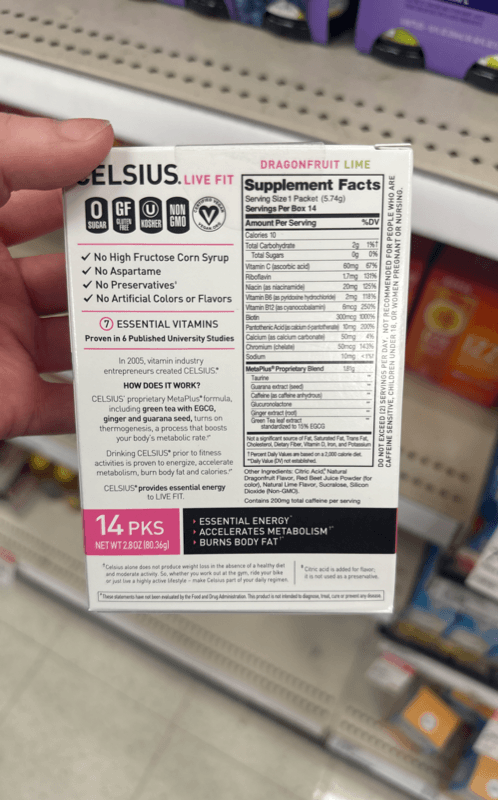 CELSIUS. LIVE FIT
0 SUGAR
GF GLUTEN FREE
U KOSHER
NON GMO
CERTIFIED VEGAN
✓ No High Fructose Corn Syrup
✓ No Aspartame
✓ No Preservatives*
✓ No Artificial Colors or Flavors
7 ESSENTIAL VITAMINS
Proven in 6 Published University Studies
In 2005, vitamin industry
entrepreneurs created CELSIUS.®
HOW DOES IT WORK?
CELSIUS® proprietary MetaPlus® formula,
including green tea with EGCG,
ginger and guarana seed, turns on
thermogenesis, a process that boosts
your body's metabolic rate.
Drinking CELSIUS® prior to fitness
activities is proven to energize, accelerate
metabolism, burn body fat and calories.
CELSIUS® provides essential energy
to LIVE FIT.
DRAGONFRUIT LIME
Supplement Facts
Serving Size 1 Packet (5.74g)
Servings Per Box 14
Amount Per Serving %DV
Calories 10
Total Carbohydrate 2g 1%†
Total Sugars 0g 0%
Vitamin C (ascorbic acid) 60mg 67%
Riboflavin 1.7mg 131%
Niacin (as niacinamide) 20mg 125%
Vitamin B6 (as pyridoxine hydrochloride) 2mg 118%
Vitamin B12 (as cyanocobalamin) 6mcg 250%
Biotin 300mcg 1000%
Pantothenic Acid (as calcium d-pantothenate) 10mg 200%
Calcium (as calcium carbonate) 50mg 4%
Chromium (chelate) 50mcg 143%
Sodium 10mg <1%†
MetaPlus® Proprietary Blend 1.81g
Taurine
Guarana extract (seed)
Caffeine (as caffeine anhydrous)
Glucuronolactone
Ginger extract (root)
Green Tea leaf extract
standardized to 15% EGCG
Not a significant source of Fat, Saturated Fat, Trans Fat,
Cholesterol, Dietary Fiber, Vitamin D, Iron, and Potassium
† Percent Daily Values are based on a 2,000 calorie diet.
*Daily Value (DV) not established.
Other Ingredients: Citric Acid,* Natural
Dragonfruit Flavor, Red Beet Juice Powder (for
color), Natural Lime Flavor, Sucralose, Silicon
Dioxide (Non-GMO).
Contains 200mg total caffeine per serving
DO NOT EXCEED (2) SERVINGS PER DAY. NOT RECOMMENDED FOR PEOPLE WHO ARE
CAFFEINE SENSITIVE, CHILDREN UNDER 18, OR WOMEN PREGNANT OR NURSING.
14 PKS
NET WT 2.8OZ (80.36g)
ESSENTIAL ENERGY
ACCELERATES METABOLISM
BURNS BODY FAT
Celsius alone does not produce weight loss in the absence of a healthy diet
and moderate activity. So, whether you work out at the gym, ride your bike
or just live a highly active lifestyle - make Celsius part of your daily regimen.
* Citric acid is added for flavor;
it is not used as a preservative.
These statements have not been evaluated by the Food and Drug Administration. This product is not intended to diagnose, treat, cure or prevent any disease.